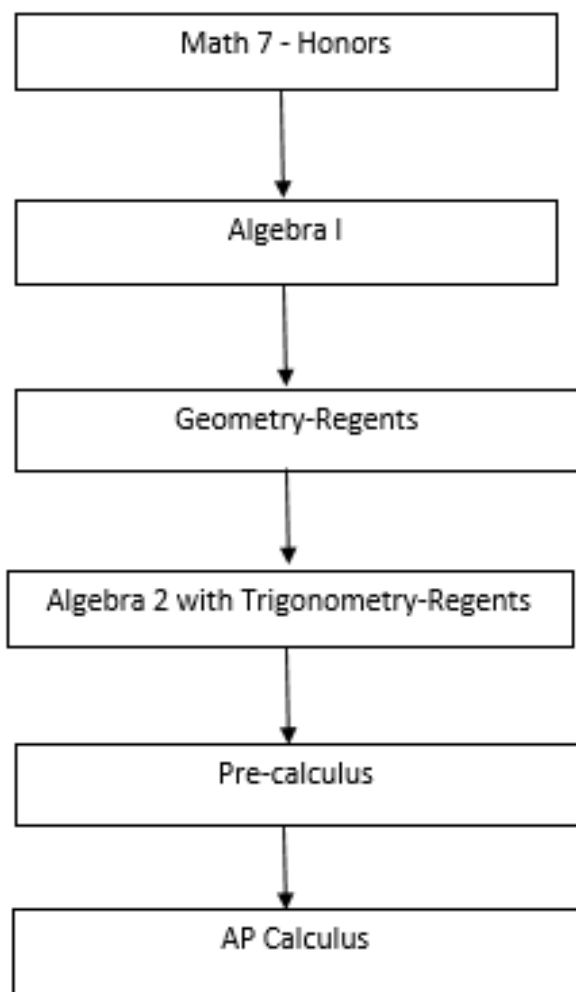 Math 7 - Honors
Algebra I
Geometry-Regents
Algebra 2 with Trigonometry-Regents
Pre-calculus
AP Calculus